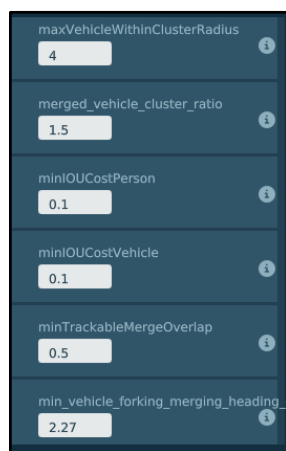 maxVehicleWithinClusterRadius
4
merged_vehicle_cluster_ratio
1.5
minIOUCostPerson
0.1
minIOUCostVehicle
0.1
minTrackableMergeOverlap
0.5
min_vehicle_forking_merging_heading_
2.27